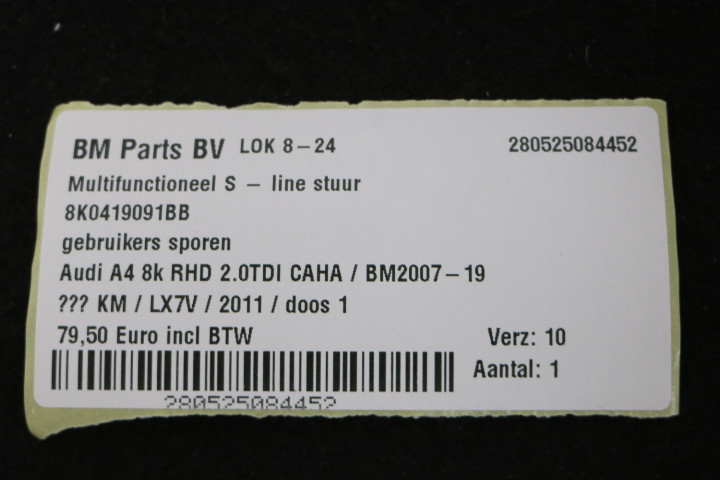 BM Parts BV LOK 8-24 280525084452
Multifunctioneel S - line stuur
8K0419091BB
gebruikers sporen
Audi A4 8k RHD 2.0TDI CAHA / BM2007-19
??? KM / LX7V / 2011 / doos 1
79,50 Euro incl BTW Verz: 10
Aantal: 1
280525084452